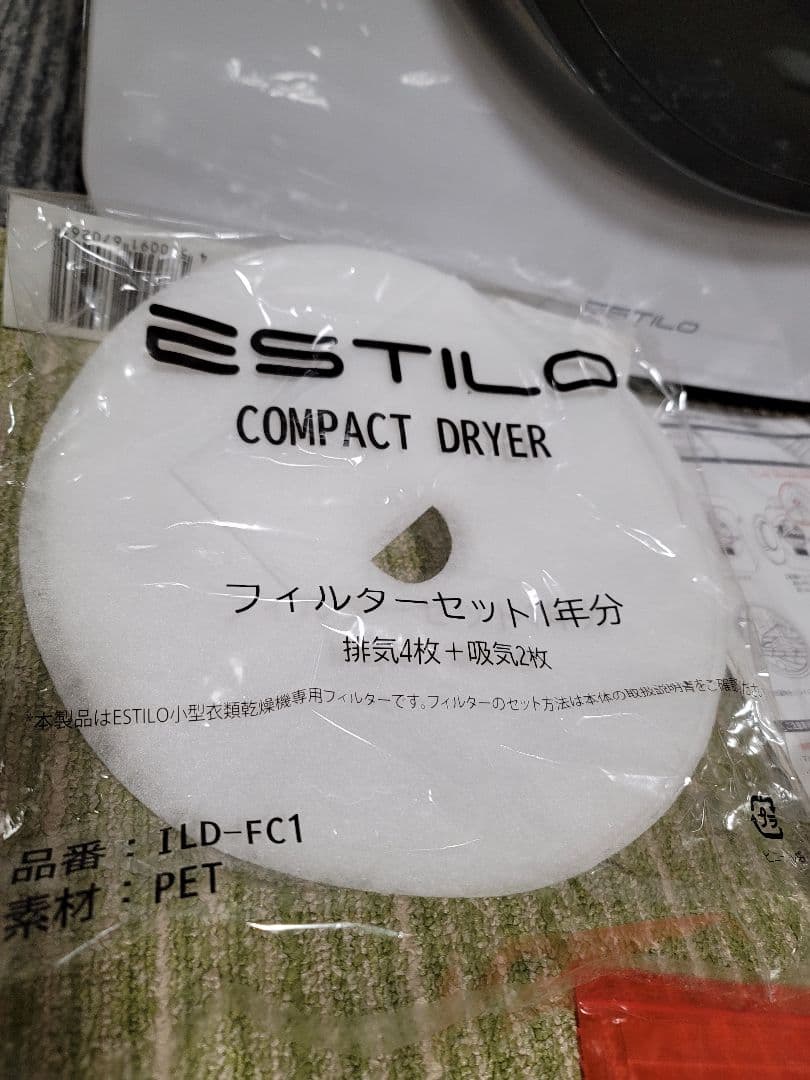 ESTILO
ESTILO
COMPACT DRYER
フィルターセット1年分
排気4枚＋吸気2枚
*本製品はESTILO小型衣類乾燥機専用フィルターです。フィルターのセット方法は本体の取扱説明書をご確認ただ
品番：ILD-FC1
素材：PET
プラ